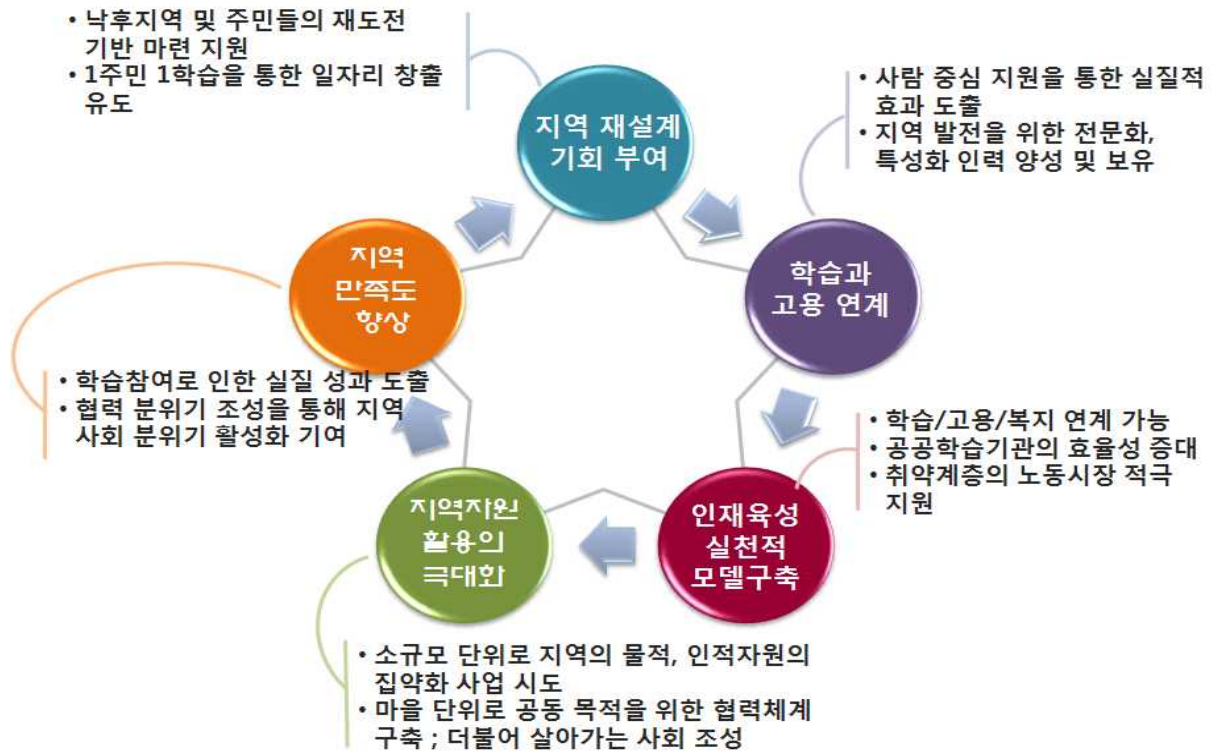 • 낙후지역 및 주민들의 재도전
기반 마련 지원
• 1주민 1학습을 통한 일자리 창출
유도
지역 재설계
기회 부여
• 사람 중심 지원을 통한 실질적
효과 도출
• 지역 발전을 위한 전문화,
특성화 인력 양성 및 보유
학습과
고용 연계
• 학습/고용/복지 연계 가능
• 공공학습기관의 효율성 증대
• 취약계층의 노동시장 적극
지원
인재육성
실천적
모델구축
지역자원
활용의
극대화
• 소규모 단위로 지역의 물적, 인적자원의
집약화 사업 시도
• 마을 단위로 공동 목적을 위한 협력체계
구축 ; 더불어 살아가는 사회 조성
지역
만족도
향상
• 학습참여로 인한 실질 성과 도출
• 협력 분위기 조성을 통해 지역
사회 분위기 활성화 기여